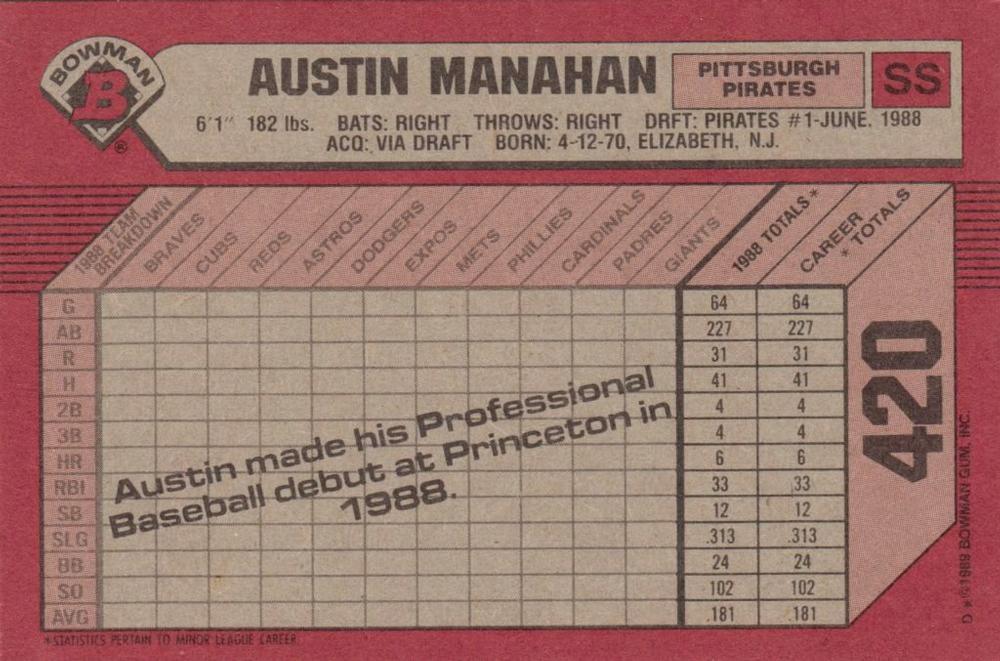 BOWMAN
B
®
AUSTIN MANAHAN
PITTSBURGH
PIRATES
SS
6'1" 182 lbs. BATS: RIGHT THROWS: RIGHT DRFT: PIRATES #1-JUNE, 1988
ACQ: VIA DRAFT BORN: 4-12-70, ELIZABETH, N.J.
1988 TEAM
BREAKDOWN
BRAVES
CUBS
REDS
ASTROS
DODGERS
EXPOS
METS
PHILLIES
CARDINALS
PADRES
GIANTS
1988 TOTALS *
CAREER
* TOTALS
G 64 64
AB 227 227
R 31 31
H 41 41
2B 4 4
3B 4 4
HR 6 6
RBI 33 33
SB 12 12
SLG .313 .313
BB 24 24
SO 102 102
AVG .181 .181
Austin made his Professional
Baseball debut at Princeton in
1988.
420
*STATISTICS PERTAIN TO MINOR LEAGUE CAREER
D * © 1989 BOWMAN GUM, INC.